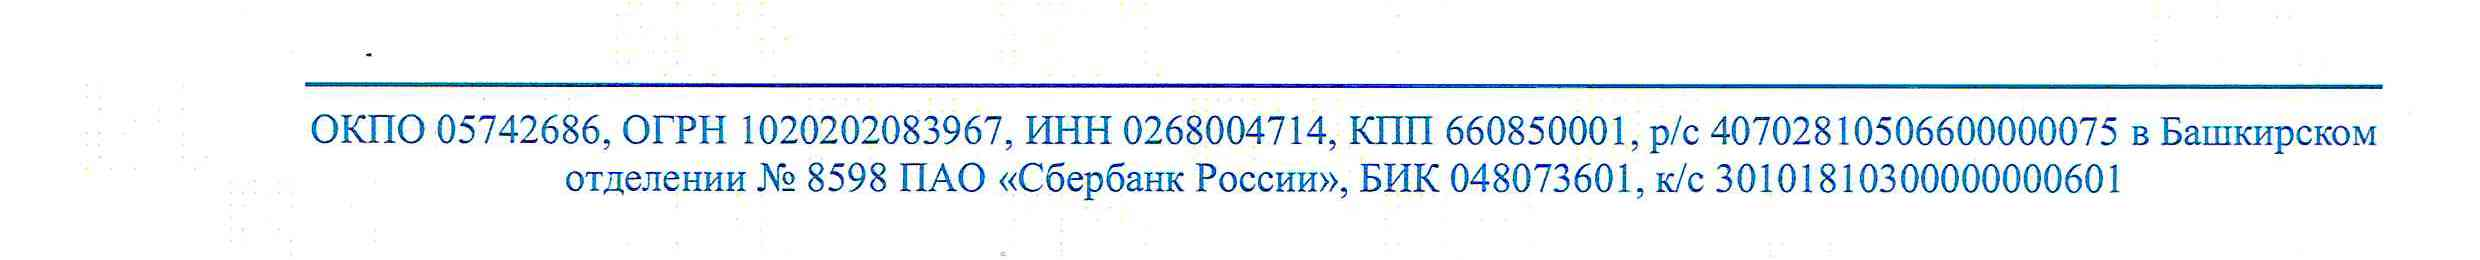 ОКПО 05742686, ОГРН 1020202083967, ИНН 0268004714, КПП 660850001, р/с 40702810506600000075 в Башкирском
отделении № 8598 ПАО «Сбербанк России», БИК 048073601, к/с 30101810300000000601